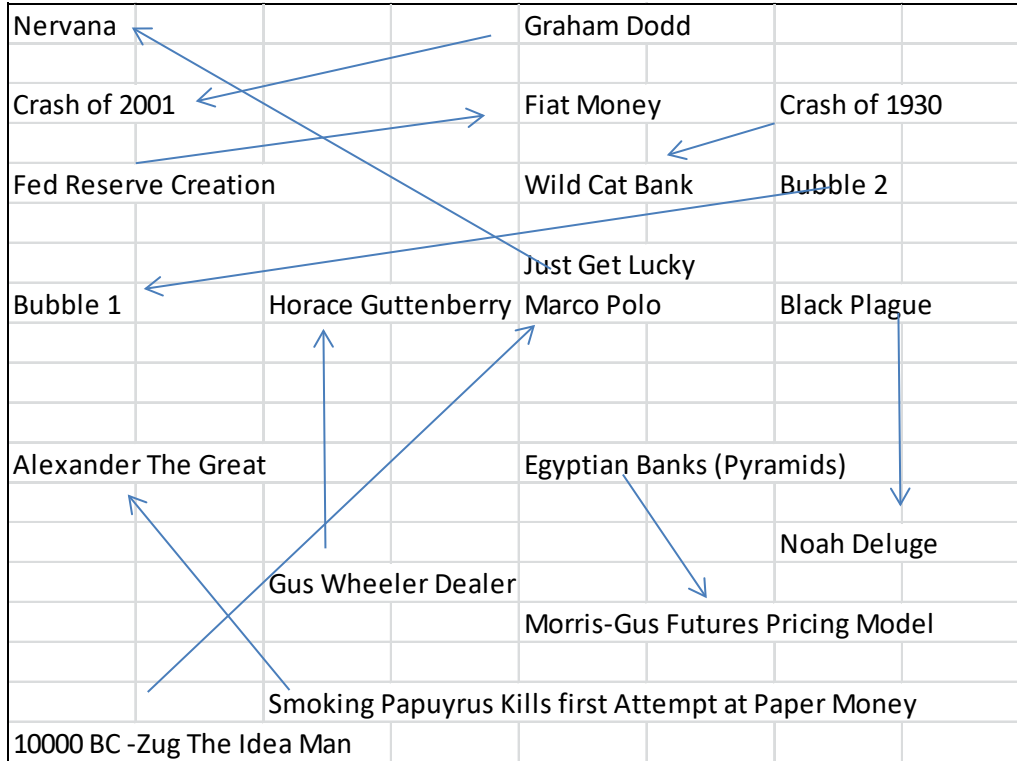 Nervana Graham Dodd
Crash of 2001 Fiat Money Crash of 1930
Fed Reserve Creation Wild Cat Bank Bubble 2
Just Get Lucky
Bubble 1 Horace Guttenberry Marco Polo Black Plague
Alexander The Great Egyptian Banks (Pyramids)
Noah Deluge
Gus Wheeler Dealer
Morris-Gus Futures Pricing Model
Smoking Papuyrus Kills first Attempt at Paper Money
10000 BC -Zug The Idea Man